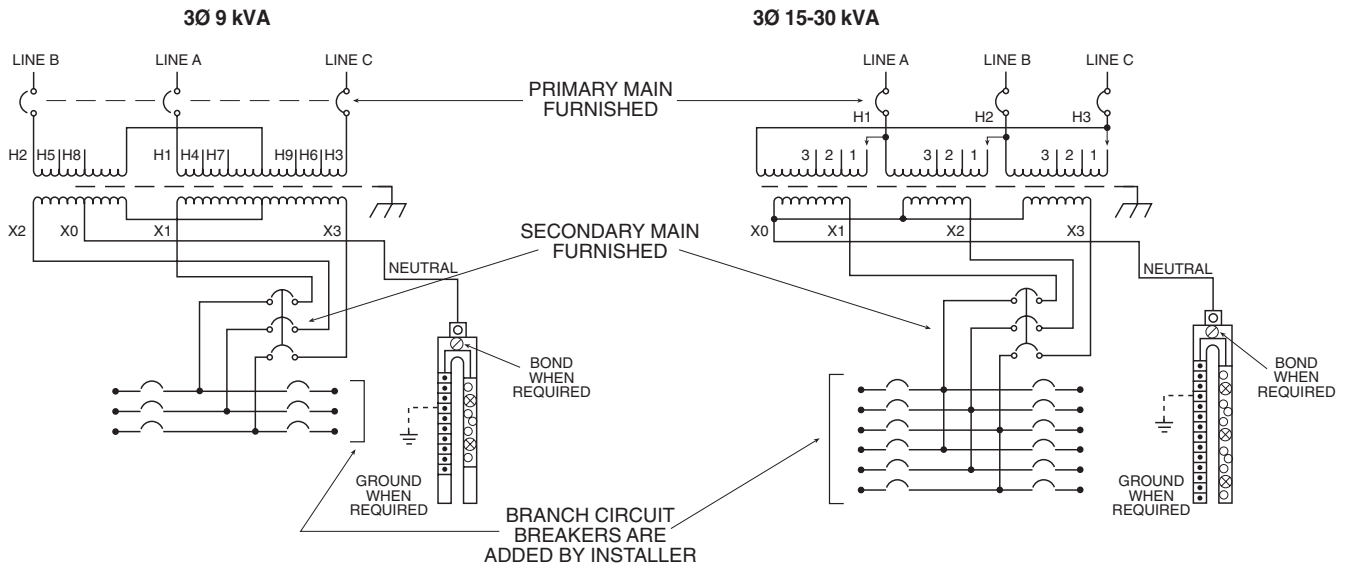 3Ø 9 kVA
3Ø 15-30 kVA
LINE B
LINE A
LINE C
LINE A
LINE B
LINE C
PRIMARY MAIN
FURNISHED
H1
H2
H3
H2
H5
H8
H1
H4
H7
H9
H6
H3
3
2
1
3
2
1
3
2
1
X2
X0
X1
X3
X0
X1
X2
X3
SECONDARY MAIN
FURNISHED
NEUTRAL
NEUTRAL
BOND
WHEN
REQUIRED
BOND
WHEN
REQUIRED
GROUND
WHEN
REQUIRED
GROUND
WHEN
REQUIRED
BRANCH CIRCUIT
BREAKERS ARE
ADDED BY INSTALLER